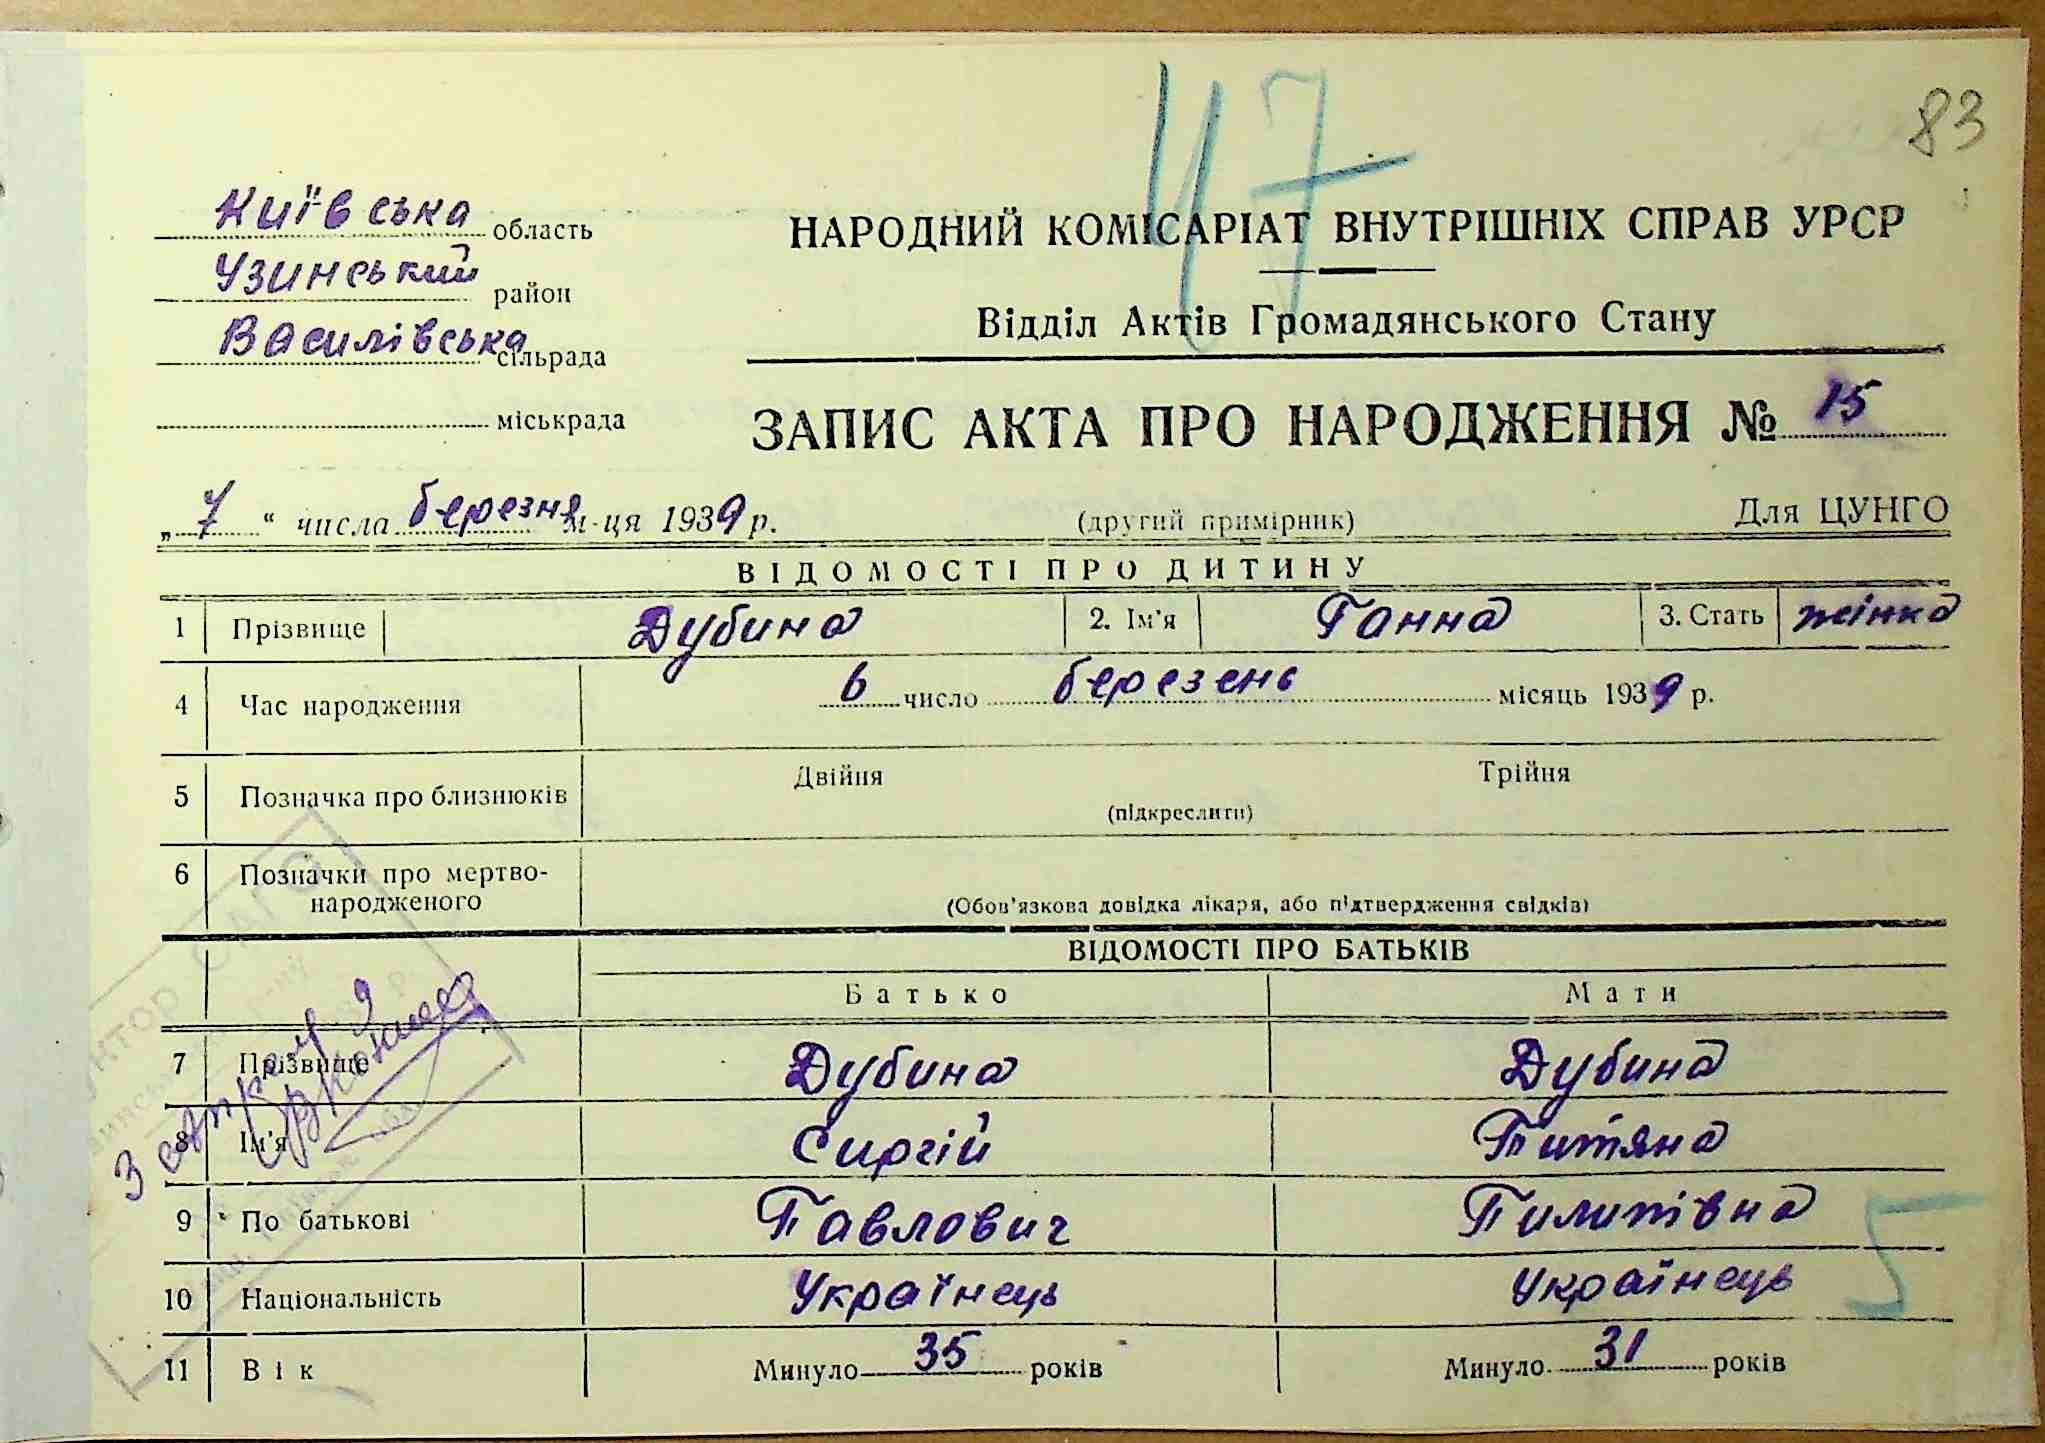 83
47
Київська область
Узинський район
Василівська сільрада
міськрада
НАРОДНИЙ КОМІСАРІАТ ВНУТРІШНІХ СПРАВ УРСР
Відділ Актів Громадянського Стану
ЗАПИС АКТА ПРО НАРОДЖЕННЯ № 15
„7“ числа березня м-ця 1939 р. (другий примірник) Для ЦУНГО
ВІДОМОСТІ ПРО ДИТИНУ
1 Прізвище Дубина 2. Ім'я Ганна 3. Стать жінка
4 Час народження 6 число березень місяць 1939 р.
5 Позначка про близнюків Двійня Трійня
(підкреслити)
6 Позначки про мертво-
народженого (Обов'язкова довідка лікаря, або підтвердження свідків)
ВІДОМОСТІ ПРО БАТЬКІВ
Батько Мати
7 Прізвище Дубина Дубина
8 Ім'я Сиргій Титяна
9 По батькові Павлович Пилипівна
10 Національність Українець Українець
11 Вік Минуло 35 років Минуло 31 років
5